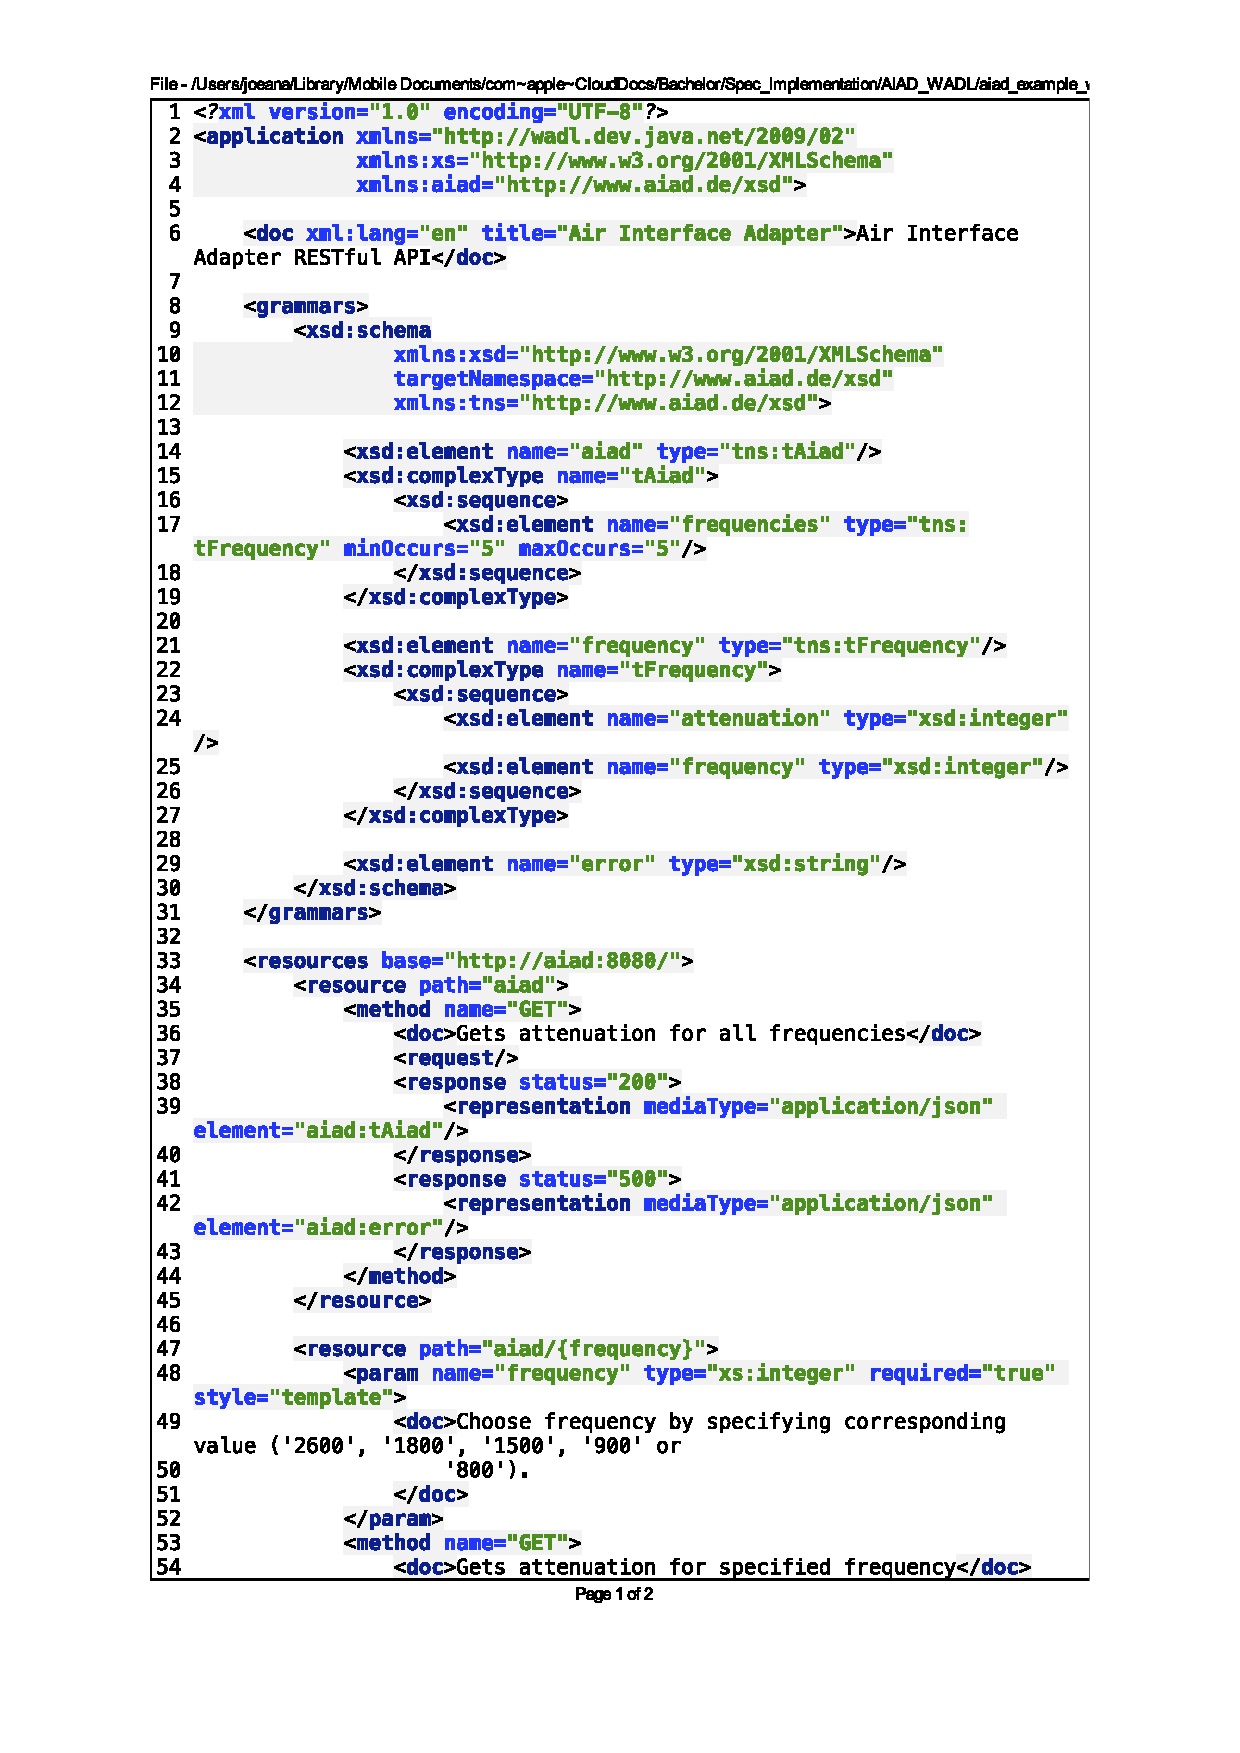 File - /Users/joeana/Library/Mobile Documents/com~apple~CloudDocs/Bachelor/Spec_Implementation/AIAD_WADL/aiad_example_
1 <?xml version="1.0" encoding="UTF-8"?>
2 <application xmlns="http://wadl.dev.java.net/2009/02"
3 xmlns:xs="http://www.w3.org/2001/XMLSchema"
4 xmlns:aiad="http://www.aiad.de/xsd">
5
6 <doc xml:lang="en" title="Air Interface Adapter">Air Interface
Adapter RESTful API</doc>
7
8 <grammars>
9 <xsd:schema
10 xmlns:xsd="http://www.w3.org/2001/XMLSchema"
11 targetNamespace="http://www.aiad.de/xsd"
12 xmlns:tns="http://www.aiad.de/xsd">
13
14 <xsd:element name="aiad" type="tns:tAiad"/>
15 <xsd:complexType name="tAiad">
16 <xsd:sequence>
17 <xsd:element name="frequencies" type="tns:
tFrequency" minOccurs="5" maxOccurs="5"/>
18 </xsd:sequence>
19 </xsd:complexType>
20
21 <xsd:element name="frequency" type="tns:tFrequency"/>
22 <xsd:complexType name="tFrequency">
23 <xsd:sequence>
24 <xsd:element name="attenuation" type="xsd:integer"
/>
25 <xsd:element name="frequency" type="xsd:integer"/>
26 </xsd:sequence>
27 </xsd:complexType>
28
29 <xsd:element name="error" type="xsd:string"/>
30 </xsd:schema>
31 </grammars>
32
33 <resources base="http://aiad:8080/">
34 <resource path="aiad">
35 <method name="GET">
36 <doc>Gets attenuation for all frequencies</doc>
37 <request/>
38 <response status="200">
39 <representation mediaType="application/json"
element="aiad:tAiad"/>
40 </response>
41 <response status="500">
42 <representation mediaType="application/json"
element="aiad:error"/>
43 </response>
44 </method>
45 </resource>
46
47 <resource path="aiad/{frequency}">
48 <param name="frequency" type="xs:integer" required="true"
style="template">
49 <doc>Choose frequency by specifying corresponding
value ('2600', '1800', '1500', '900' or
50 '800').
51 </doc>
52 </param>
53 <method name="GET">
54 <doc>Gets attenuation for specified frequency</doc>
Page 1 of 2